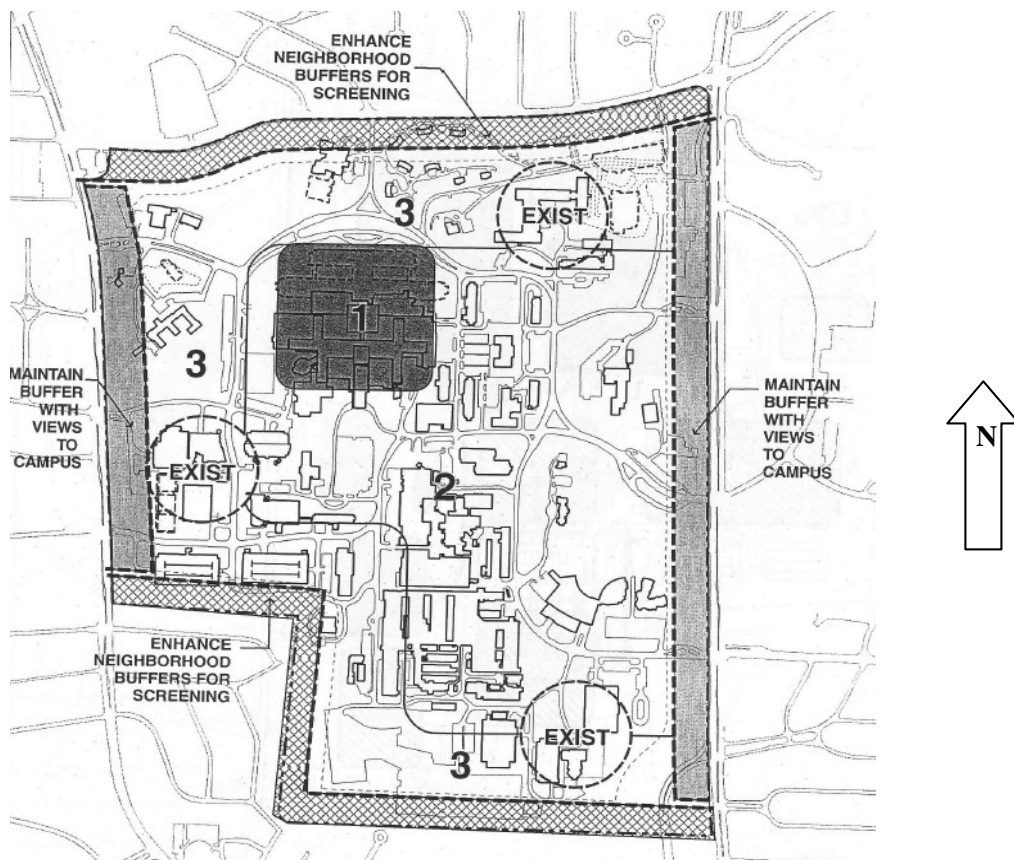 ENHANCE
NEIGHBORHOOD
BUFFERS FOR
SCREENING
3
EXIST
1
3
MAINTAIN
BUFFER
WITH
VIEWS
TO
CAMPUS
MAINTAIN
BUFFER
WITH
VIEWS
TO
CAMPUS
N
EXIST
2
ENHANCE
NEIGHBORHOOD
BUFFERS FOR
SCREENING
EXIST
3